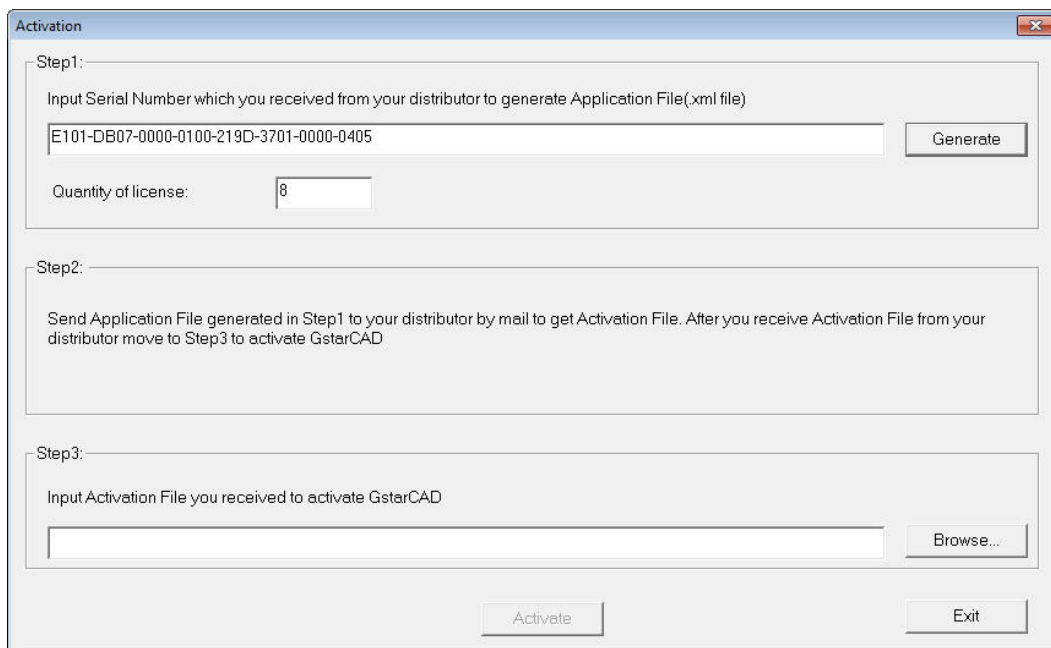 Activation
Step1:
Input Serial Number which you received from your distributor to generate Application File(.xml file)
E101-DB07-0000-0100-219D-3701-0000-0405
Generate
Quantity of license:
8
Step2:
Send Application File generated in Step1 to your distributor by mail to get Activation File. After you receive Activation File from your
distributor move to Step3 to activate GstarCAD
Step3:
Input Activation File you received to activate GstarCAD
Browse...
Activate
Exit